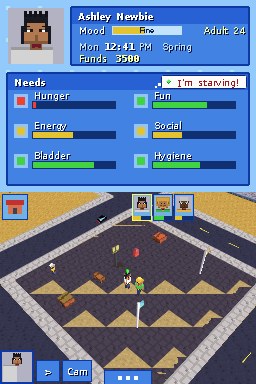 Ashley Newbie
Mood Fine Adult 24
Mon 12:41 PM Spring
Funds 3500
Needs
I'm starving!
Hunger Fun
Energy Social
Bladder Hygiene
Cam